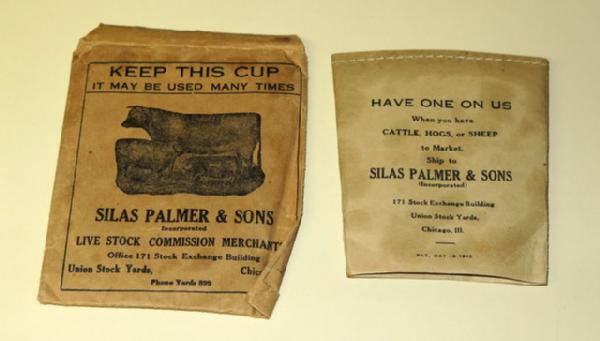 KEEP THIS CUP
IT MAY BE USED MANY TIMES
SILAS PALMER & SONS
Incorporated
LIVE STOCK COMMISSION MERCHANT
Office 171 Stock Exchange Building
Union Stock Yards, Chic
Phone Yards 899
HAVE ONE ON US
When you have
CATTLE, HOGS, or SHEEP
to Market,
Ship to
SILAS PALMER & SONS
(Incorporated)
171 Stock Exchange Building
Union Stock Yards,
Chicago, Ill.